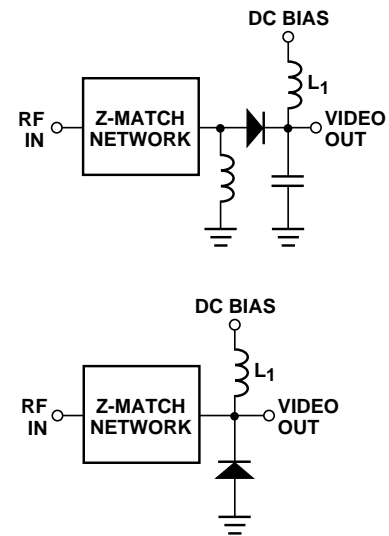 DC BIAS
L1
RF
IN
Z-MATCH
NETWORK
VIDEO
OUT
DC BIAS
L1
RF
IN
Z-MATCH
NETWORK
VIDEO
OUT